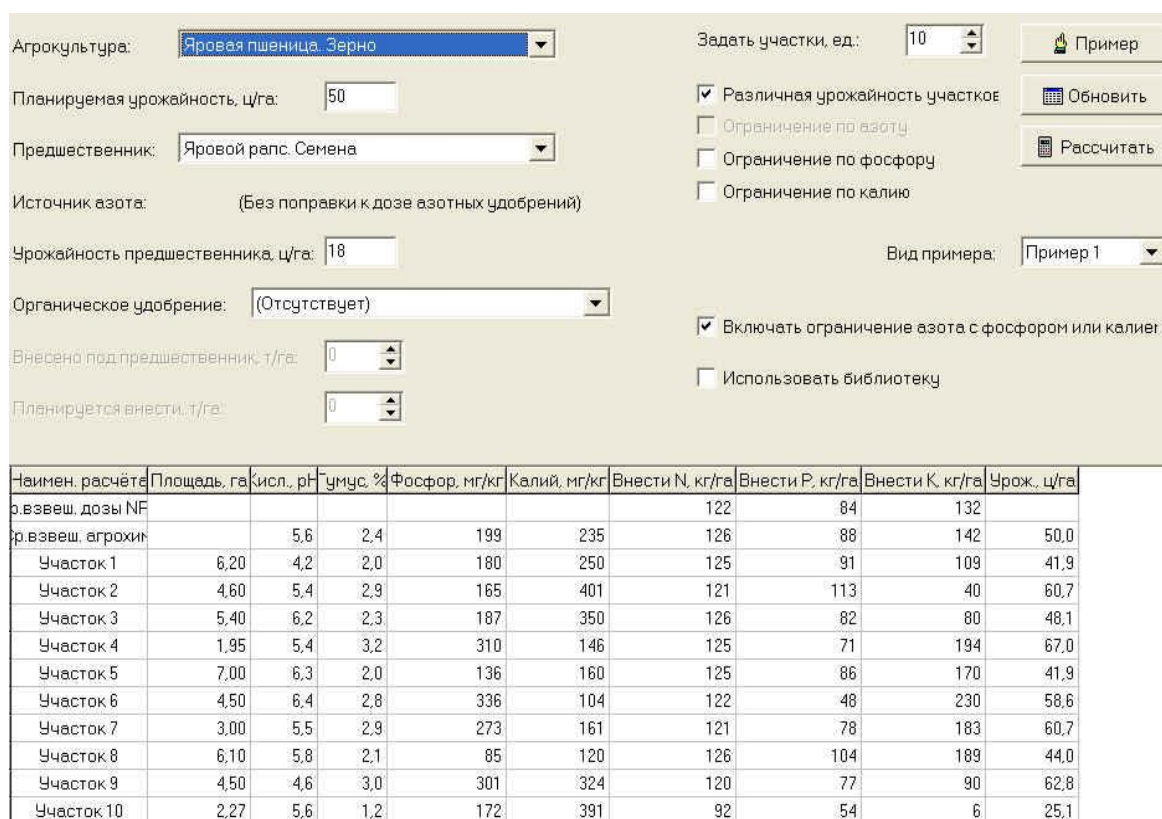 Агрокультура: Яровая пшеница. Зерно Задать участки, ед.: 10 Пример
Планируемая урожайность, ц/га: 50 Различная урожайность участков Обновить
Ограничение по азоту
Предшественник: Яровой рапс. Семена Ограничение по фосфору Рассчитать
Источник азота: (Без поправки к дозе азотных удобрений) Ограничение по калию
Урожайность предшественника, ц/га: 18 Вид примера: Пример 1
Органическое удобрение: (Отсутствует) Включать ограничение азота с фосфором или калием
Внесено под предшественник, т/га: 0
Использовать библиотеку
Планируется внести, т/га: 0
Наимен. расчёта Площадь, га Кисл., pH Гумус, % Фосфор, мг/кг Калий, мг/кг Внести N, кг/га Внести P, кг/га Внести K, кг/га Урож., ц/га
р.взвеш. дозы NF 122 84 132
Ср.взвеш. агрохим 5,6 2,4 199 235 126 88 142 50,0
Участок 1 6,20 4,2 2,0 180 250 125 91 109 41,9
Участок 2 4,60 5,4 2,9 165 401 121 113 40 60,7
Участок 3 5,40 6,2 2,3 187 350 126 82 80 48,1
Участок 4 1,95 5,4 3,2 310 146 125 71 194 67,0
Участок 5 7,00 6,3 2,0 136 160 125 86 170 41,9
Участок 6 4,50 6,4 2,8 336 104 122 48 230 58,6
Участок 7 3,00 5,5 2,9 273 161 121 78 183 60,7
Участок 8 6,10 5,8 2,1 85 120 126 104 189 44,0
Участок 9 4,50 4,6 3,0 301 324 120 77 90 62,8
Участок 10 2,27 5,6 1,2 172 391 92 54 6 25,1